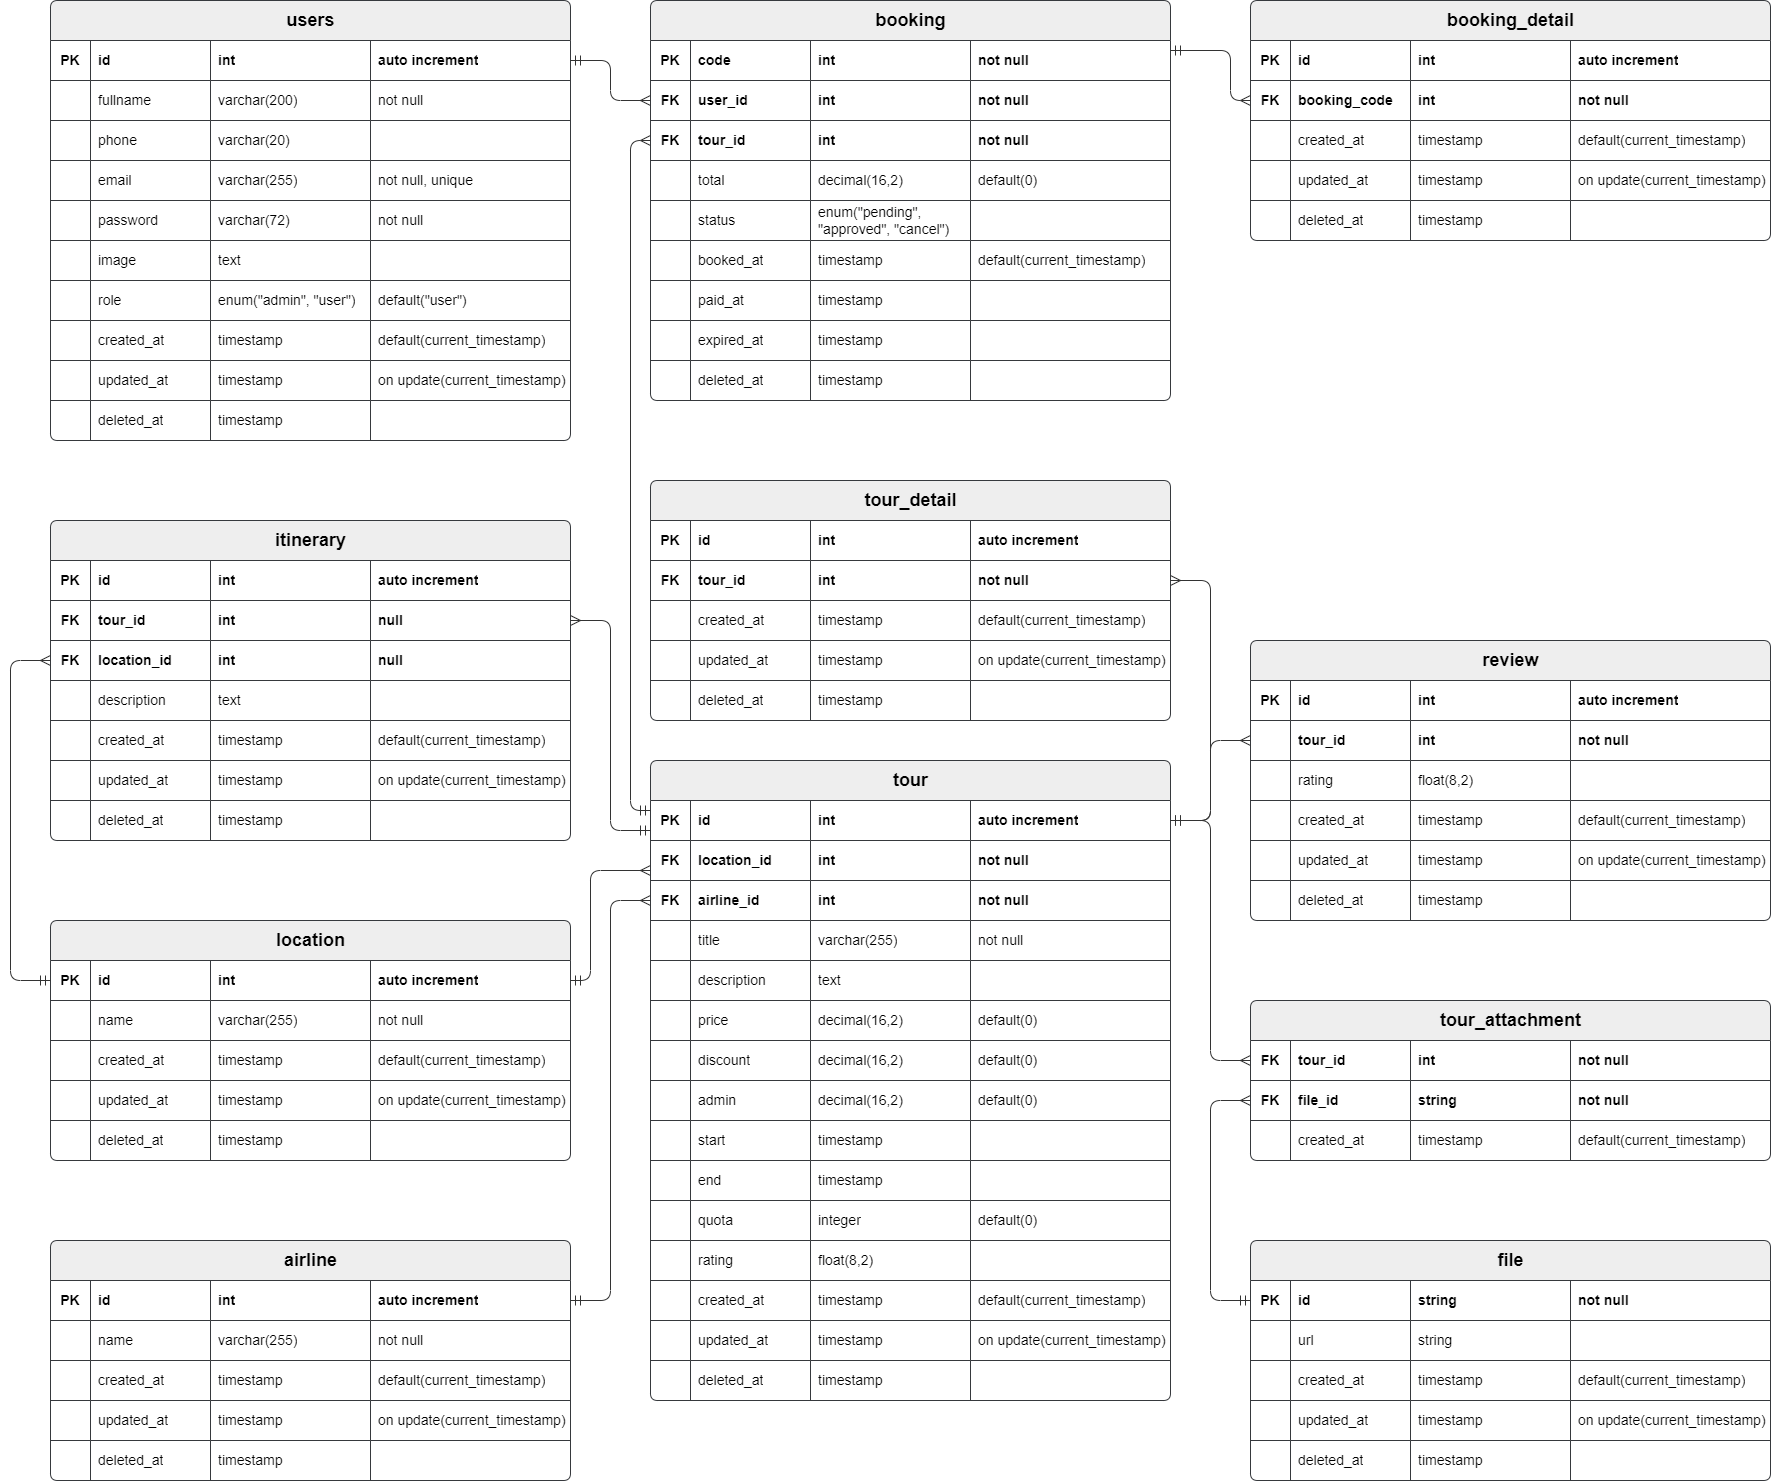 users
PK id int auto increment
fullname varchar(200) not null
phone varchar(20)
email varchar(255) not null, unique
password varchar(72) not null
image text
role enum("admin", "user") default("user")
created_at timestamp default(current_timestamp)
updated_at timestamp on update(current_timestamp)
deleted_at timestamp
booking
PK code int not null
FK user_id int not null
FK tour_id int not null
total decimal(16,2) default(0)
status enum("pending",
"approved", "cancel")
booked_at timestamp default(current_timestamp)
paid_at timestamp
expired_at timestamp
deleted_at timestamp
booking_detail
PK id int auto increment
FK booking_code int not null
created_at timestamp default(current_timestamp)
updated_at timestamp on update(current_timestamp)
deleted_at timestamp
itinerary
PK id int auto increment
FK tour_id int null
FK location_id int null
description text
created_at timestamp default(current_timestamp)
updated_at timestamp on update(current_timestamp)
deleted_at timestamp
tour_detail
PK id int auto increment
FK tour_id int not null
created_at timestamp default(current_timestamp)
updated_at timestamp on update(current_timestamp)
deleted_at timestamp
review
PK id int auto increment
tour_id int not null
rating float(8,2)
created_at timestamp default(current_timestamp)
updated_at timestamp on update(current_timestamp)
deleted_at timestamp
location
PK id int auto increment
name varchar(255) not null
created_at timestamp default(current_timestamp)
updated_at timestamp on update(current_timestamp)
deleted_at timestamp
tour
PK id int auto increment
FK location_id int not null
FK airline_id int not null
title varchar(255) not null
description text
price decimal(16,2) default(0)
discount decimal(16,2) default(0)
admin decimal(16,2) default(0)
start timestamp
end timestamp
quota integer default(0)
rating float(8,2)
created_at timestamp default(current_timestamp)
updated_at timestamp on update(current_timestamp)
deleted_at timestamp
tour_attachment
FK tour_id int not null
FK file_id string not null
created_at timestamp default(current_timestamp)
airline
PK id int auto increment
name varchar(255) not null
created_at timestamp default(current_timestamp)
updated_at timestamp on update(current_timestamp)
deleted_at timestamp
file
PK id string not null
url string
created_at timestamp default(current_timestamp)
updated_at timestamp on update(current_timestamp)
deleted_at timestamp